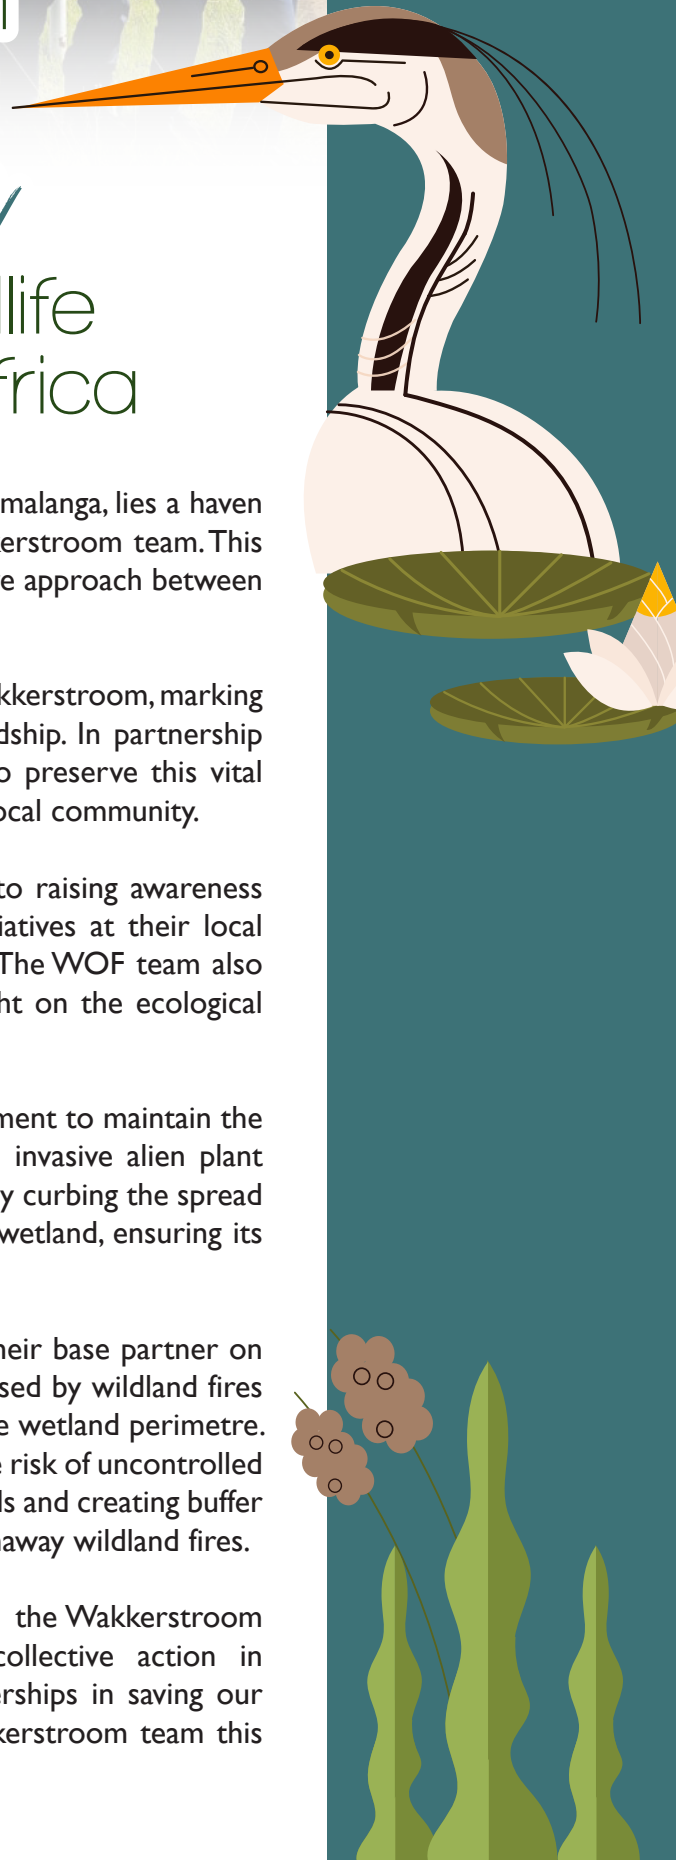 life
frica
malanga, lies a haven
erstroom team. This
e approach between
kkerstroom, marking
dship. In partnership
o preserve this vital
ocal community.
to raising awareness
iatives at their local
The WOF team also
ht on the ecological
ment to maintain the
invasive alien plant
y curbing the spread
wetland, ensuring its
heir base partner on
sed by wildland fires
e wetland perimetre.
e risk of uncontrolled
ls and creating buffer
naway wildland fires.
the Wakkerstroom
collective action in
erships in saving our
kerstroom team this